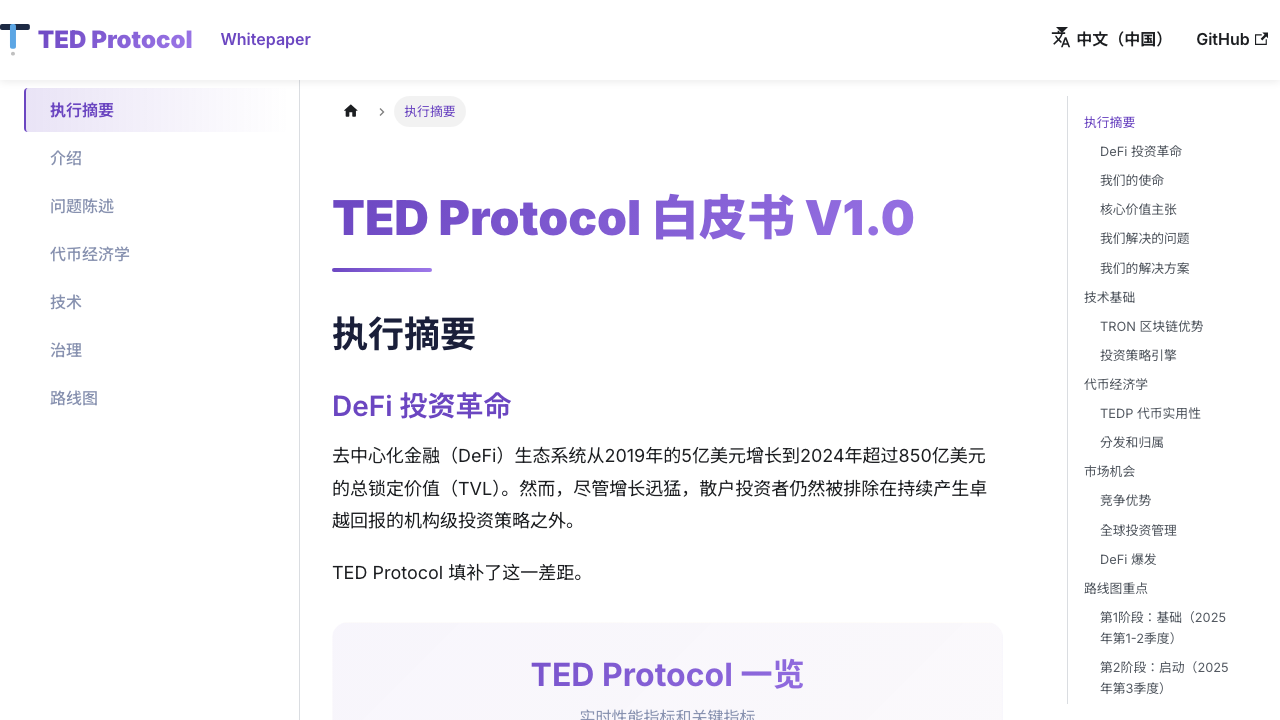 TED Protocol
Whitepaper
中文（中国）
GitHub
执行摘要
介绍
问题陈述
代币经济学
技术
治理
路线图
执行摘要
TED Protocol 白皮书 V1.0
执行摘要
DeFi 投资革命
去中心化金融（DeFi）生态系统从2019年的5亿美元增长到2024年超过850亿美元
的总锁定价值（TVL）。然而，尽管增长迅猛，散户投资者仍然被排除在持续产生卓
越回报的机构级投资策略之外。
TED Protocol 填补了这一差距。
TED Protocol 一览
实时性能指标和关键指标
执行摘要
DeFi 投资革命
我们的使命
核心价值主张
我们解决的问题
我们的解决方案
技术基础
TRON 区块链优势
投资策略引擎
代币经济学
TEDP 代币实用性
分发和归属
市场机会
竞争优势
全球投资管理
DeFi 爆发
路线图重点
第1阶段：基础（2025
年第1-2季度）
第2阶段：启动（2025
年第3季度）